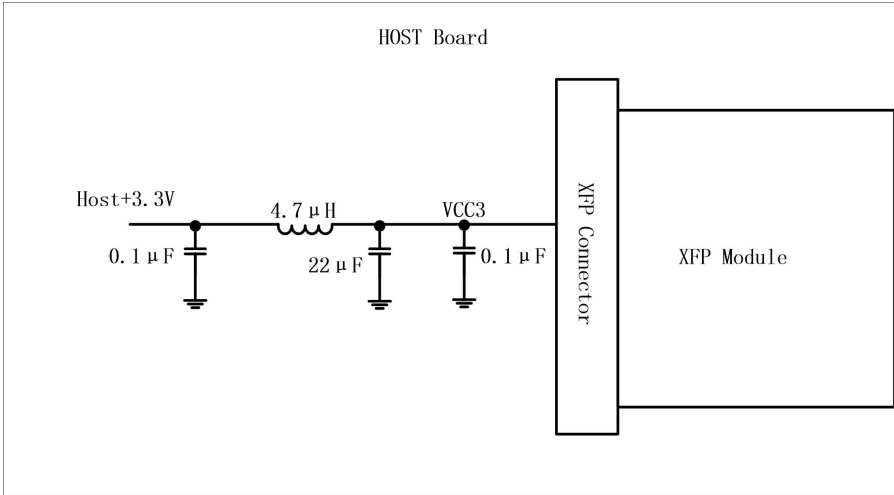 HOST Board
Host+3.3V
4.7μH
VCC3
0.1μF
22μF
0.1μF
XFP Connector
XFP Module